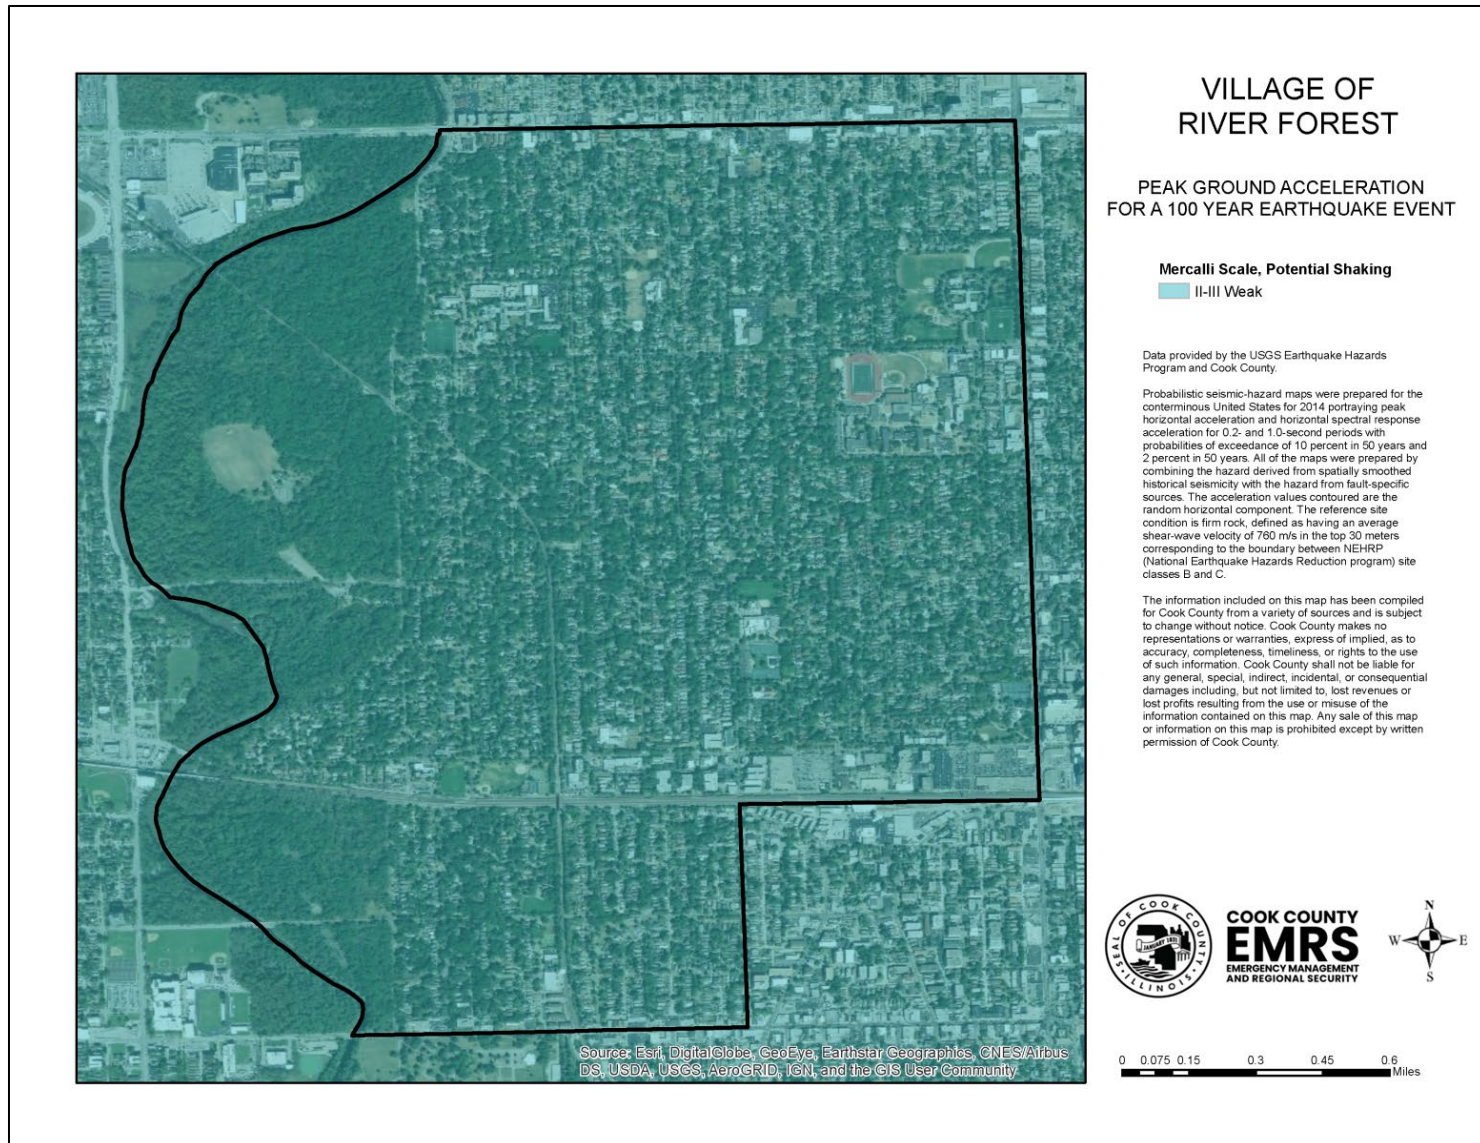 VILLAGE OF
RIVER FOREST
PEAK GROUND ACCELERATION
FOR A 100 YEAR EARTHQUAKE EVENT
Mercalli Scale, Potential Shaking
II-III Weak
Data provided by the USGS Earthquake Hazards
Program and Cook County.
Probabilistic seismic-hazard maps were prepared for the
conterminous United States for 2014 portraying peak
horizontal acceleration and horizontal spectral response
acceleration for 0.2- and 1.0-second periods with
probabilities of exceedance of 10 percent in 50 years and
2 percent in 50 years. All of the maps were prepared by
combining the hazard derived from spatially smoothed
historical seismicity with the hazard from fault-specific
sources. The acceleration values contoured are the
random horizontal component. The reference site
condition is firm rock, defined as having an average
shear-wave velocity of 760 m/s in the top 30 meters
corresponding to the boundary between NEHRP
(National Earthquake Hazards Reduction program) site
classes B and C.
The information included on this map has been compiled
for Cook County from a variety of sources and is subject
to change without notice. Cook County makes no
representations or warranties, express of implied, as to
accuracy, completeness, timeliness, or rights to the use
of such information. Cook County shall not be liable for
any general, special, indirect, incidental, or consequential
damages including, but not limited to, lost revenues or
lost profits resulting from the use or misuse of the
information contained on this map. Any sale of this map
or information on this map is prohibited except by written
permission of Cook County.
SEAL OF COOK COUNTY
JANUARY 1831
ILLINOIS
COOK COUNTY
EMRS
EMERGENCY MANAGEMENT
AND REGIONAL SECURITY
N
W E
S
0 0.075 0.15 0.3 0.45 0.6
Miles
Source: Esri, DigitalGlobe, GeoEye, Earthstar Geographics, CNES/Airbus
DS, USDA, USGS, AeroGRID, IGN, and the GIS User Community